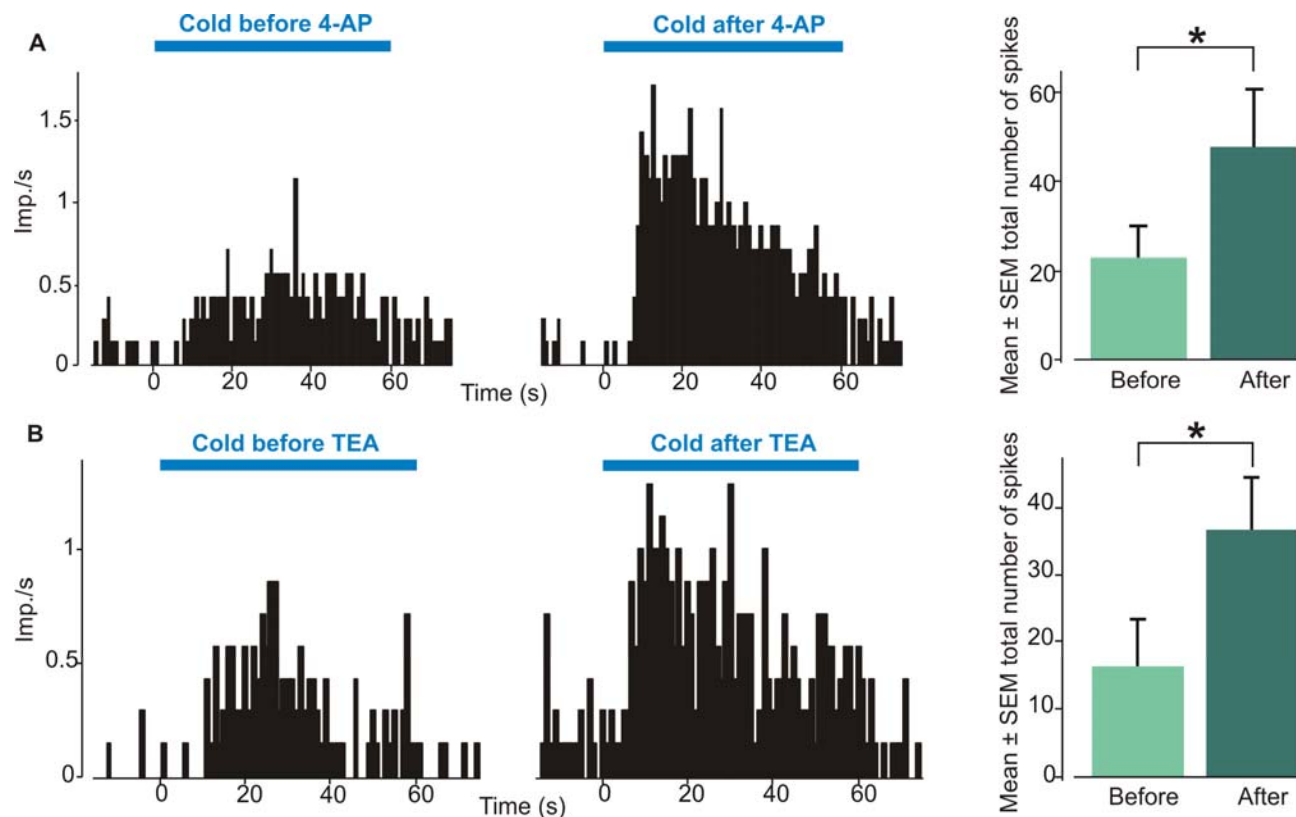 Cold before 4-AP
Cold after 4-AP
A
*
1.5
1
0.5
0
Imp./s
0
20
40
60
0
20
40
60
Time (s)
60
40
20
0
Mean ± SEM total number of spikes
Before
After
B
Cold before TEA
Cold after TEA
*
1
0.5
0
Imp./s
0
20
40
60
0
20
40
60
Time (s)
40
30
20
10
0
Mean ± SEM total number of spikes
Before
After